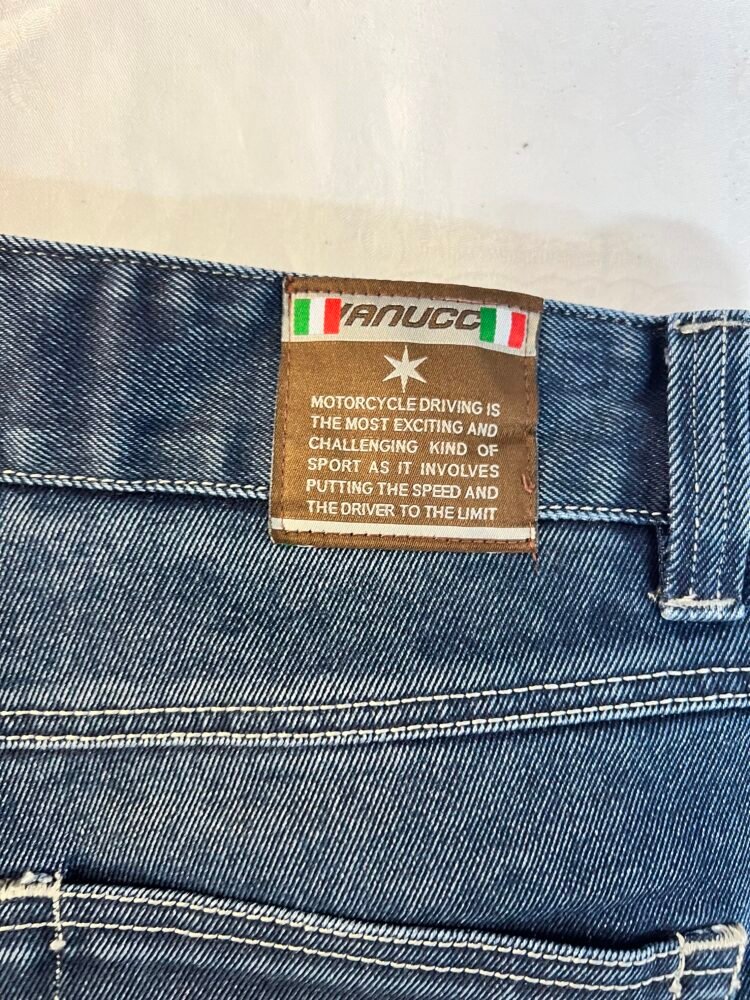 VANUCCI
MOTORCYCLE DRIVING IS
THE MOST EXCITING AND
CHALLENGING KIND OF
SPORT AS IT INVOLVES
PUTTING THE SPEED AND
THE DRIVER TO THE LIMIT